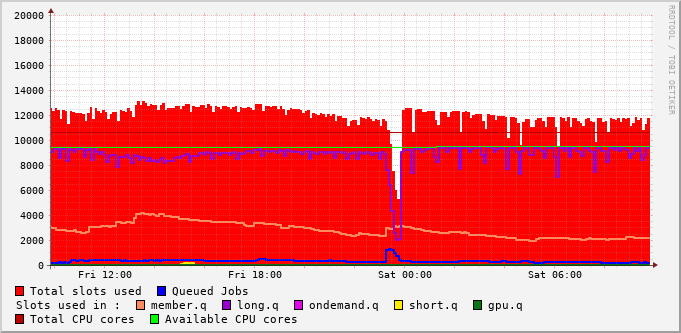 20000
18000
16000
14000
12000
10000
8000
6000
4000
2000
0
Fri 12:00 Fri 18:00 Sat 00:00 Sat 06:00
Total slots used Queued Jobs
Slots used in : member.q long.q ondemand.q short.q gpu.q
Total CPU cores Available CPU cores
RRDTOOL / TOBI OETIKER